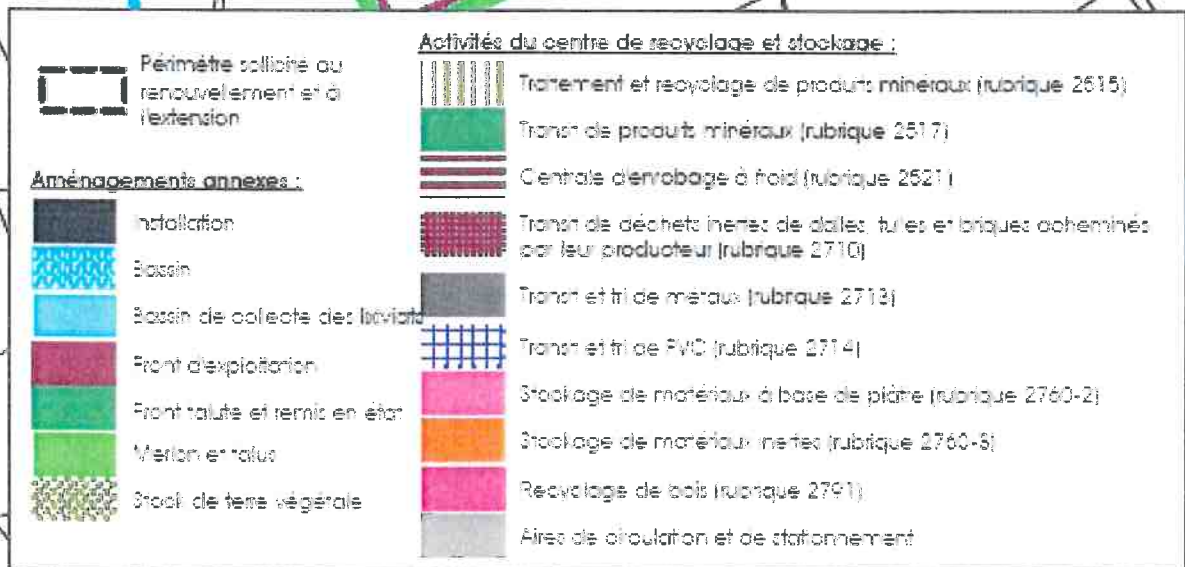 Périmètre sollicité au
renouvellement et à
l'extension
Aménagements annexes :
Installation
Bassin
Bassin de collecte des lixiviats
Front d'exploitation
Front taluté et remis en état
Merlon et talus
Stock de terre végétale
Activités du centre de recyclage et stockage :
Traitement et recyclage de produits minéraux (rubrique 2515)
Transit de produits minéraux (rubrique 2517)
Centrale d'enrobage à froid (rubrique 2521)
Transit de déchets inertes de dalles, tuiles et briques acheminés
par leur producteur (rubrique 2710)
Transit et tri de métaux (rubrique 2713)
Transit et tri de PVC (rubrique 2714)
Stockage de matériaux à base de plâtre (rubrique 2760-2)
Stockage de matériaux inertes (rubrique 2760-3)
Recyclage de bois (rubrique 2791)
Aires de circulation et de stationnement